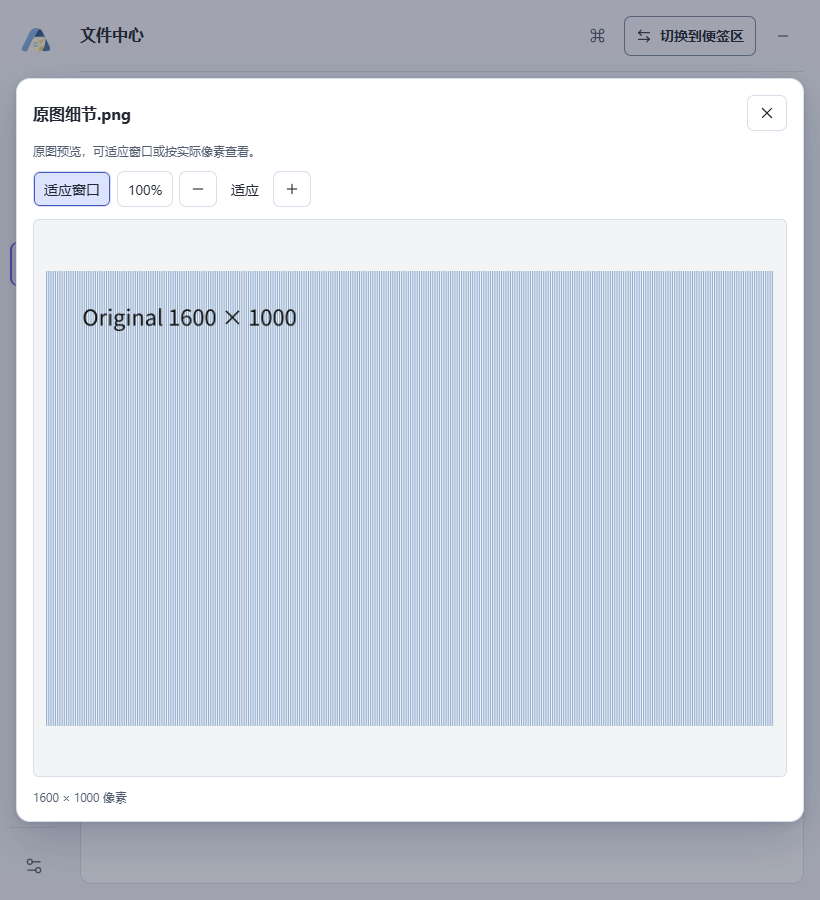 文件中心
切换到便签区
原图细节.png
原图预览，可适应窗口或按实际像素查看。
适应窗口
100%
适应
Original 1600 × 1000
1600 × 1000 像素